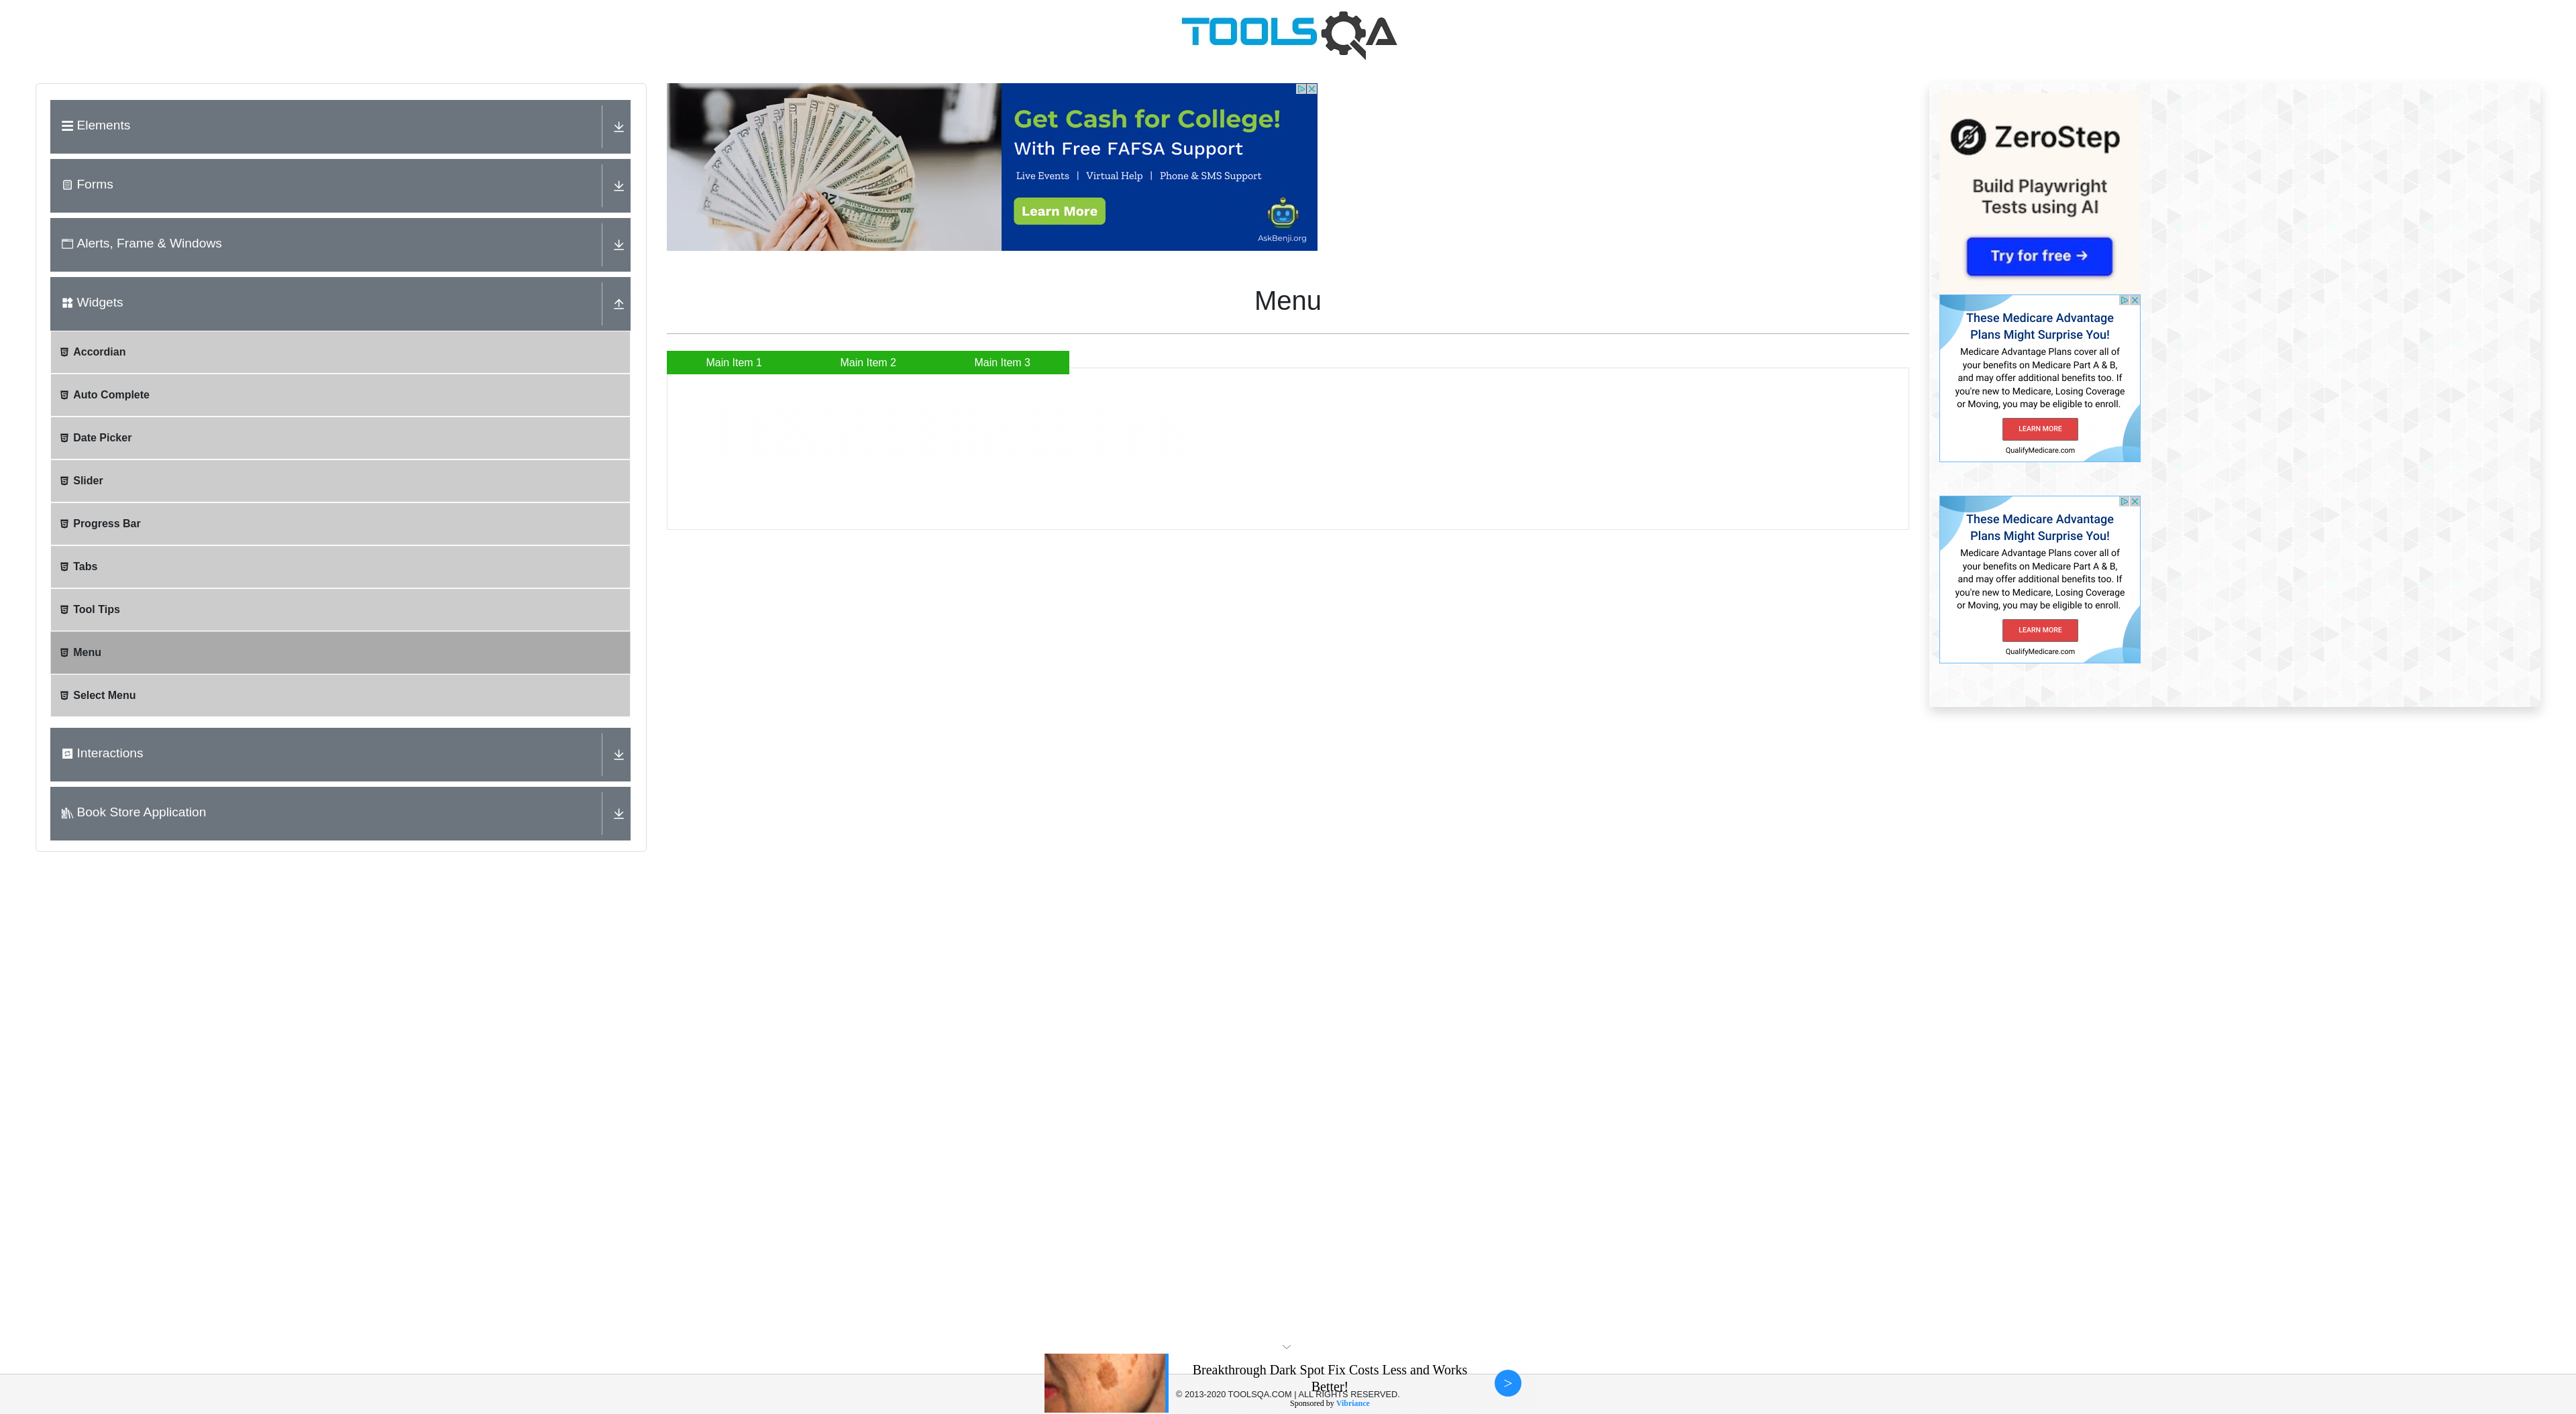 TOOLSQA
Elements
Forms
Alerts, Frame & Windows
Widgets
Accordian
Auto Complete
Date Picker
Slider
Progress Bar
Tabs
Tool Tips
Menu
Select Menu
Interactions
Book Store Application
Get Cash for College!
With Free FAFSA Support
Live Events | Virtual Help | Phone & SMS Support
Learn More
AskBenji.org
Menu
Main Item 1 Main Item 2 Main Item 3
ZeroStep
Build Playwright
Tests using AI
Try for free →
These Medicare Advantage
Plans Might Surprise You!
Medicare Advantage Plans cover all of
your benefits on Medicare Part A & B,
and may offer additional benefits too. If
you're new to Medicare, Losing Coverage
or Moving, you may be eligible to enroll.
LEARN MORE
QualifyMedicare.com
These Medicare Advantage
Plans Might Surprise You!
Medicare Advantage Plans cover all of
your benefits on Medicare Part A & B,
and may offer additional benefits too. If
you're new to Medicare, Losing Coverage
or Moving, you may be eligible to enroll.
LEARN MORE
QualifyMedicare.com
Breakthrough Dark Spot Fix Costs Less and Works
Better!
>
© 2013-2020 TOOLSQA.COM | ALL RIGHTS RESERVED.
Sponsored by Vibriance